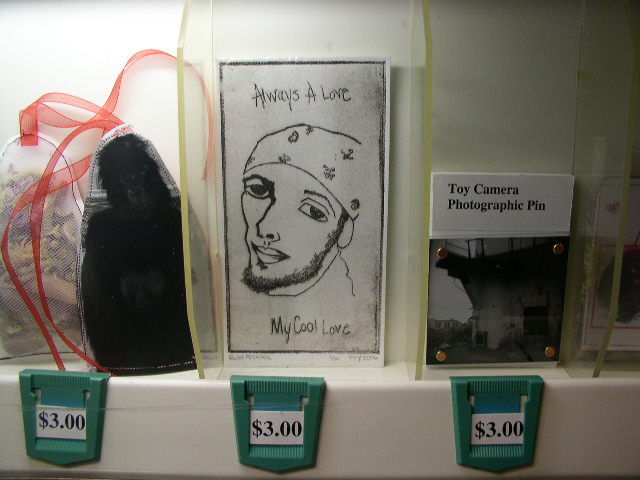 Always A Love
My Cool Love
Toy Camera
Photographic Pin
$3.00
$3.00
$3.00